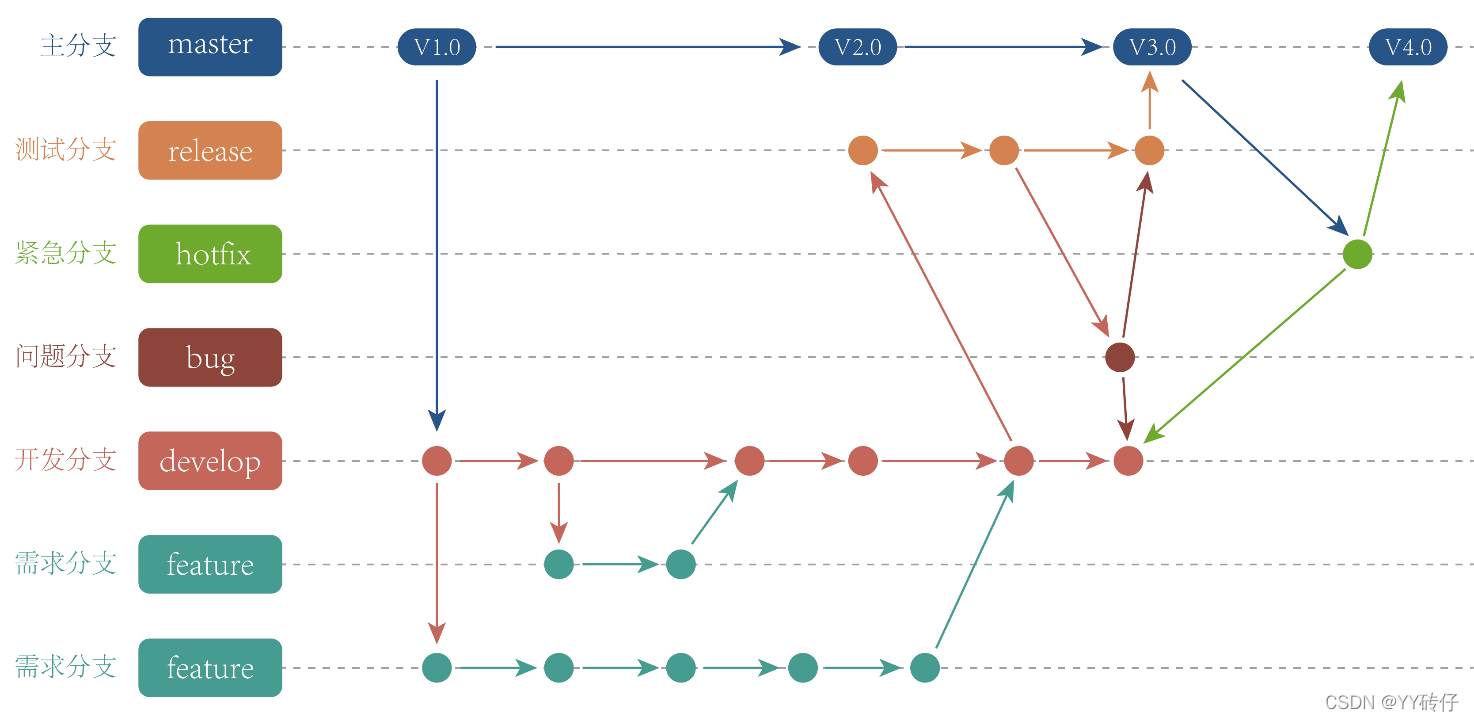 主分支 master V1.0 V2.0 V3.0 V4.0
测试分支 release
紧急分支 hotfix
问题分支 bug
开发分支 develop
需求分支 feature
需求分支 feature
CSDN @YY砖仔